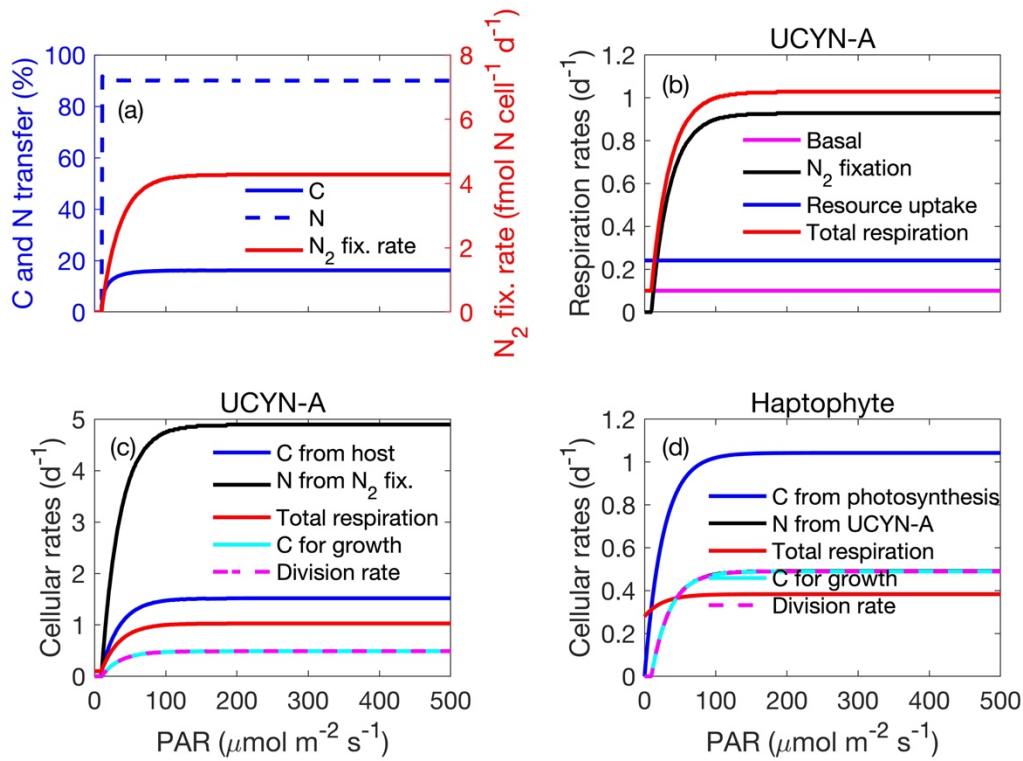 UCYN-A
100
80
60
40
20
0
C and N transfer (%)
(a)
C
N
N₂ fix. rate
8
7
6
5
4
3
2
1
0
N₂ fix. rate (fmol N cell⁻¹ d⁻¹)
1.2
1
0.8
0.6
0.4
0.2
0
Respiration rates (d⁻¹)
(b)
Basal
N₂ fixation
Resource uptake
Total respiration
UCYN-A
5
4
3
2
1
0
Cellular rates (d⁻¹)
(c)
C from host
N from N₂ fix.
Total respiration
C for growth
Division rate
0 100 200 300 400 500
PAR (μmol m⁻² s⁻¹)
Haptophyte
1.2
1
0.8
0.6
0.4
0.2
0
Cellular rates (d⁻¹)
(d)
C from photosynthesis
N from UCYN-A
Total respiration
C for growth
Division rate
0 100 200 300 400 500
PAR (μmol m⁻² s⁻¹)